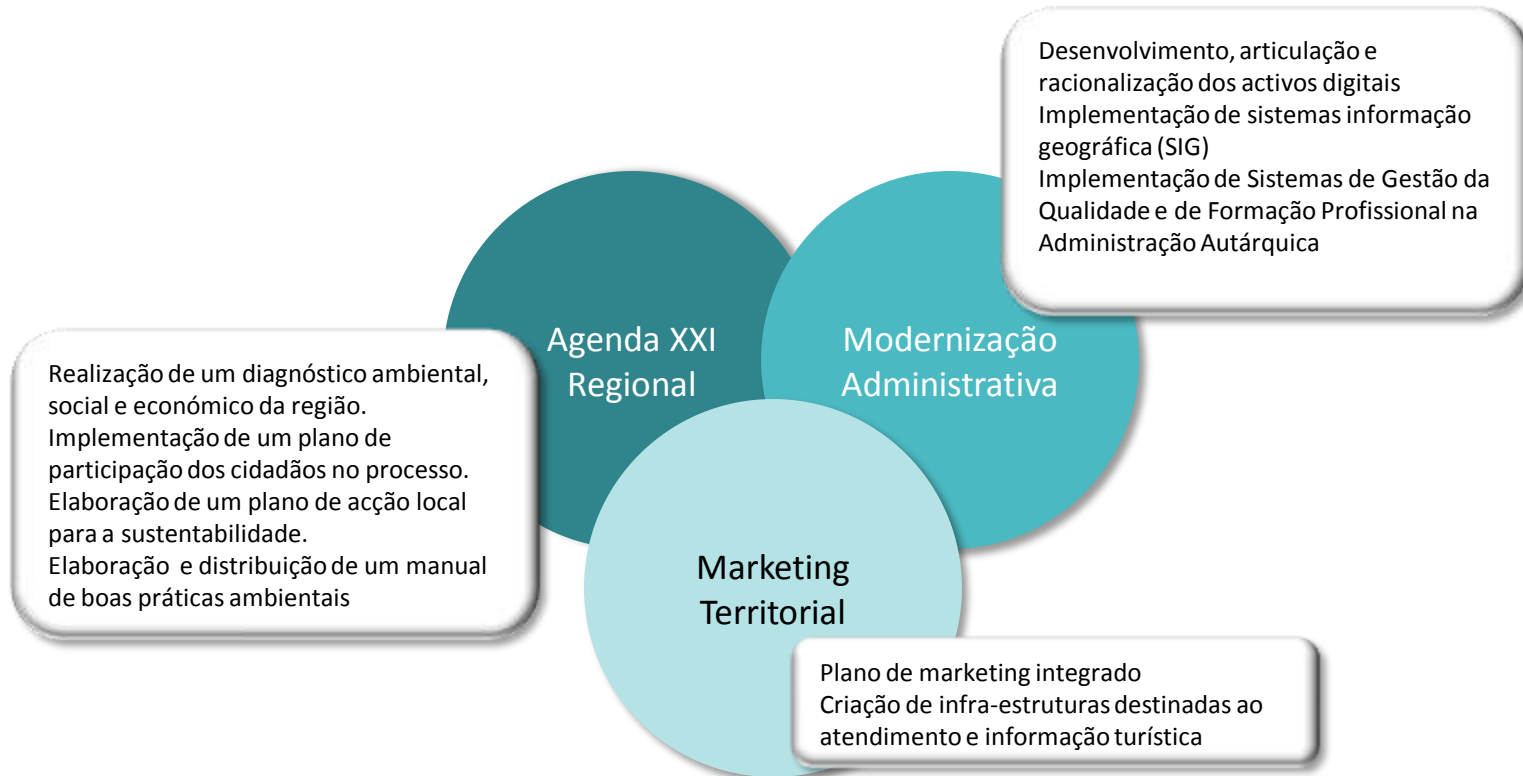 Desenvolvimento, articulação e
racionalização dos activos digitais
Implementação de sistemas informação
geográfica (SIG)
Implementação de Sistemas de Gestão da
Qualidade e de Formação Profissional na
Administração Autárquica
Agenda XXI
Regional
Modernização
Administrativa
Realização de um diagnóstico ambiental,
social e económico da região.
Implementação de um plano de
participação dos cidadãos no processo.
Elaboração de um plano de acção local
para a sustentabilidade.
Elaboração e distribuição de um manual
de boas práticas ambientais
Marketing
Territorial
Plano de marketing integrado
Criação de infra-estruturas destinadas ao
atendimento e informação turística